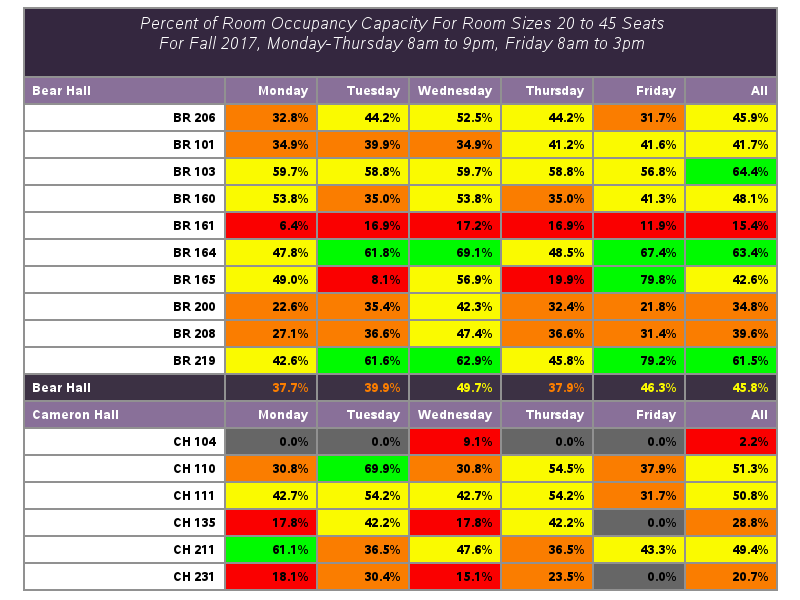 Percent of Room Occupancy Capacity For Room Sizes 20 to 45 Seats
For Fall 2017, Monday-Thursday 8am to 9pm, Friday 8am to 3pm
Bear Hall Monday Tuesday Wednesday Thursday Friday All
BR 206 32.8% 44.2% 52.5% 44.2% 31.7% 45.9%
BR 101 34.9% 39.9% 34.9% 41.2% 41.6% 41.7%
BR 103 59.7% 58.8% 59.7% 58.8% 56.8% 64.4%
BR 160 53.8% 35.0% 53.8% 35.0% 41.3% 48.1%
BR 161 6.4% 16.9% 17.2% 16.9% 11.9% 15.4%
BR 164 47.8% 61.8% 69.1% 48.5% 67.4% 63.4%
BR 165 49.0% 8.1% 56.9% 19.9% 79.8% 42.6%
BR 200 22.6% 35.4% 42.3% 32.4% 21.8% 34.8%
BR 208 27.1% 36.6% 47.4% 36.6% 31.4% 39.6%
BR 219 42.6% 61.6% 62.9% 45.8% 79.2% 61.5%
Bear Hall 37.7% 39.9% 49.7% 37.9% 46.3% 45.8%
Cameron Hall Monday Tuesday Wednesday Thursday Friday All
CH 104 0.0% 0.0% 9.1% 0.0% 0.0% 2.2%
CH 110 30.8% 69.9% 30.8% 54.5% 37.9% 51.3%
CH 111 42.7% 54.2% 42.7% 54.2% 31.7% 50.8%
CH 135 17.8% 42.2% 17.8% 42.2% 0.0% 28.8%
CH 211 61.1% 36.5% 47.6% 36.5% 43.3% 49.4%
CH 231 18.1% 30.4% 15.1% 23.5% 0.0% 20.7%